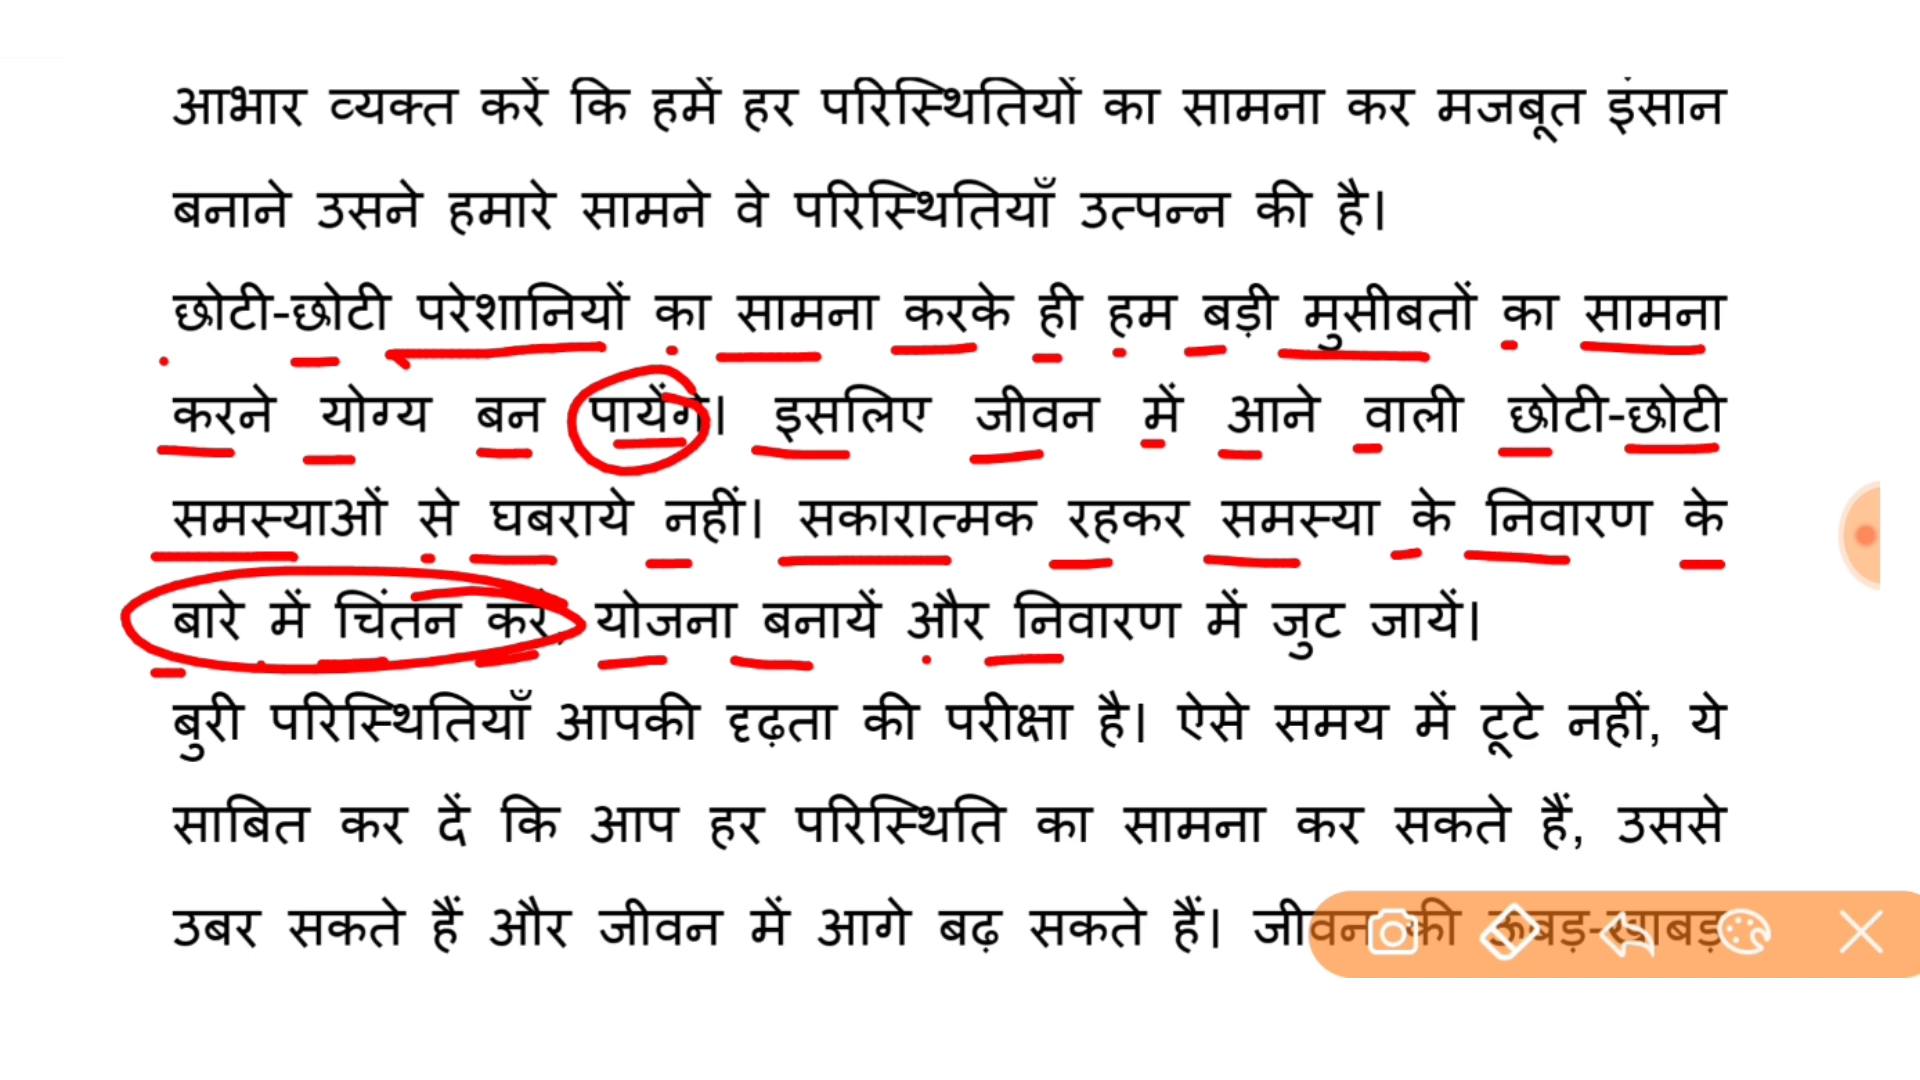 आभार व्यक्त करें कि हमें हर परिस्थितियों का सामना कर मजबूत इंसान
बनाने उसने हमारे सामने वे परिस्थितियाँ उत्पन्न की है।
छोटी-छोटी परेशानियों का सामना करके ही हम बड़ी मुसीबतों का सामना
करने योग्य बन पायेंगे। इसलिए जीवन में आने वाली छोटी-छोटी
समस्याओं से घबराये नहीं। सकारात्मक रहकर समस्या के निवारण के
बारे में चिंतन करें, योजना बनायें और निवारण में जुट जायें।
बुरी परिस्थितियाँ आपकी दृढ़ता की परीक्षा है। ऐसे समय में टूटे नहीं, ये
साबित कर दें कि आप हर परिस्थिति का सामना कर सकते हैं, उससे
उबर सकते हैं और जीवन में आगे बढ़ सकते हैं। जीवन की ऊबड़-खाबड़